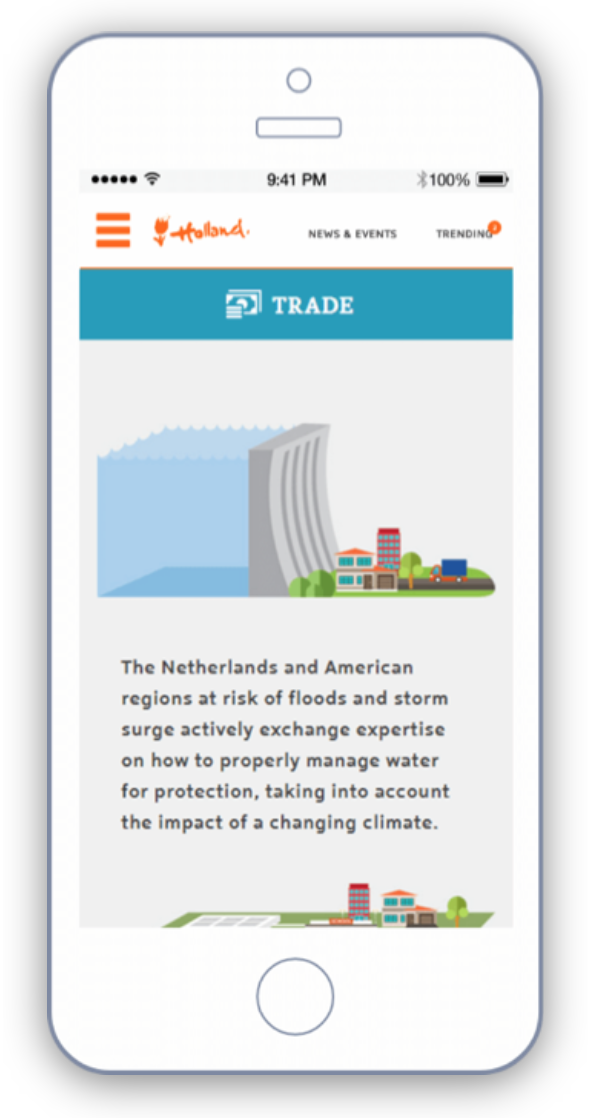 9:41 PM 100%
Holland. NEWS & EVENTS TRENDING
TRADE
The Netherlands and American
regions at risk of floods and storm
surge actively exchange expertise
on how to properly manage water
for protection, taking into account
the impact of a changing climate.